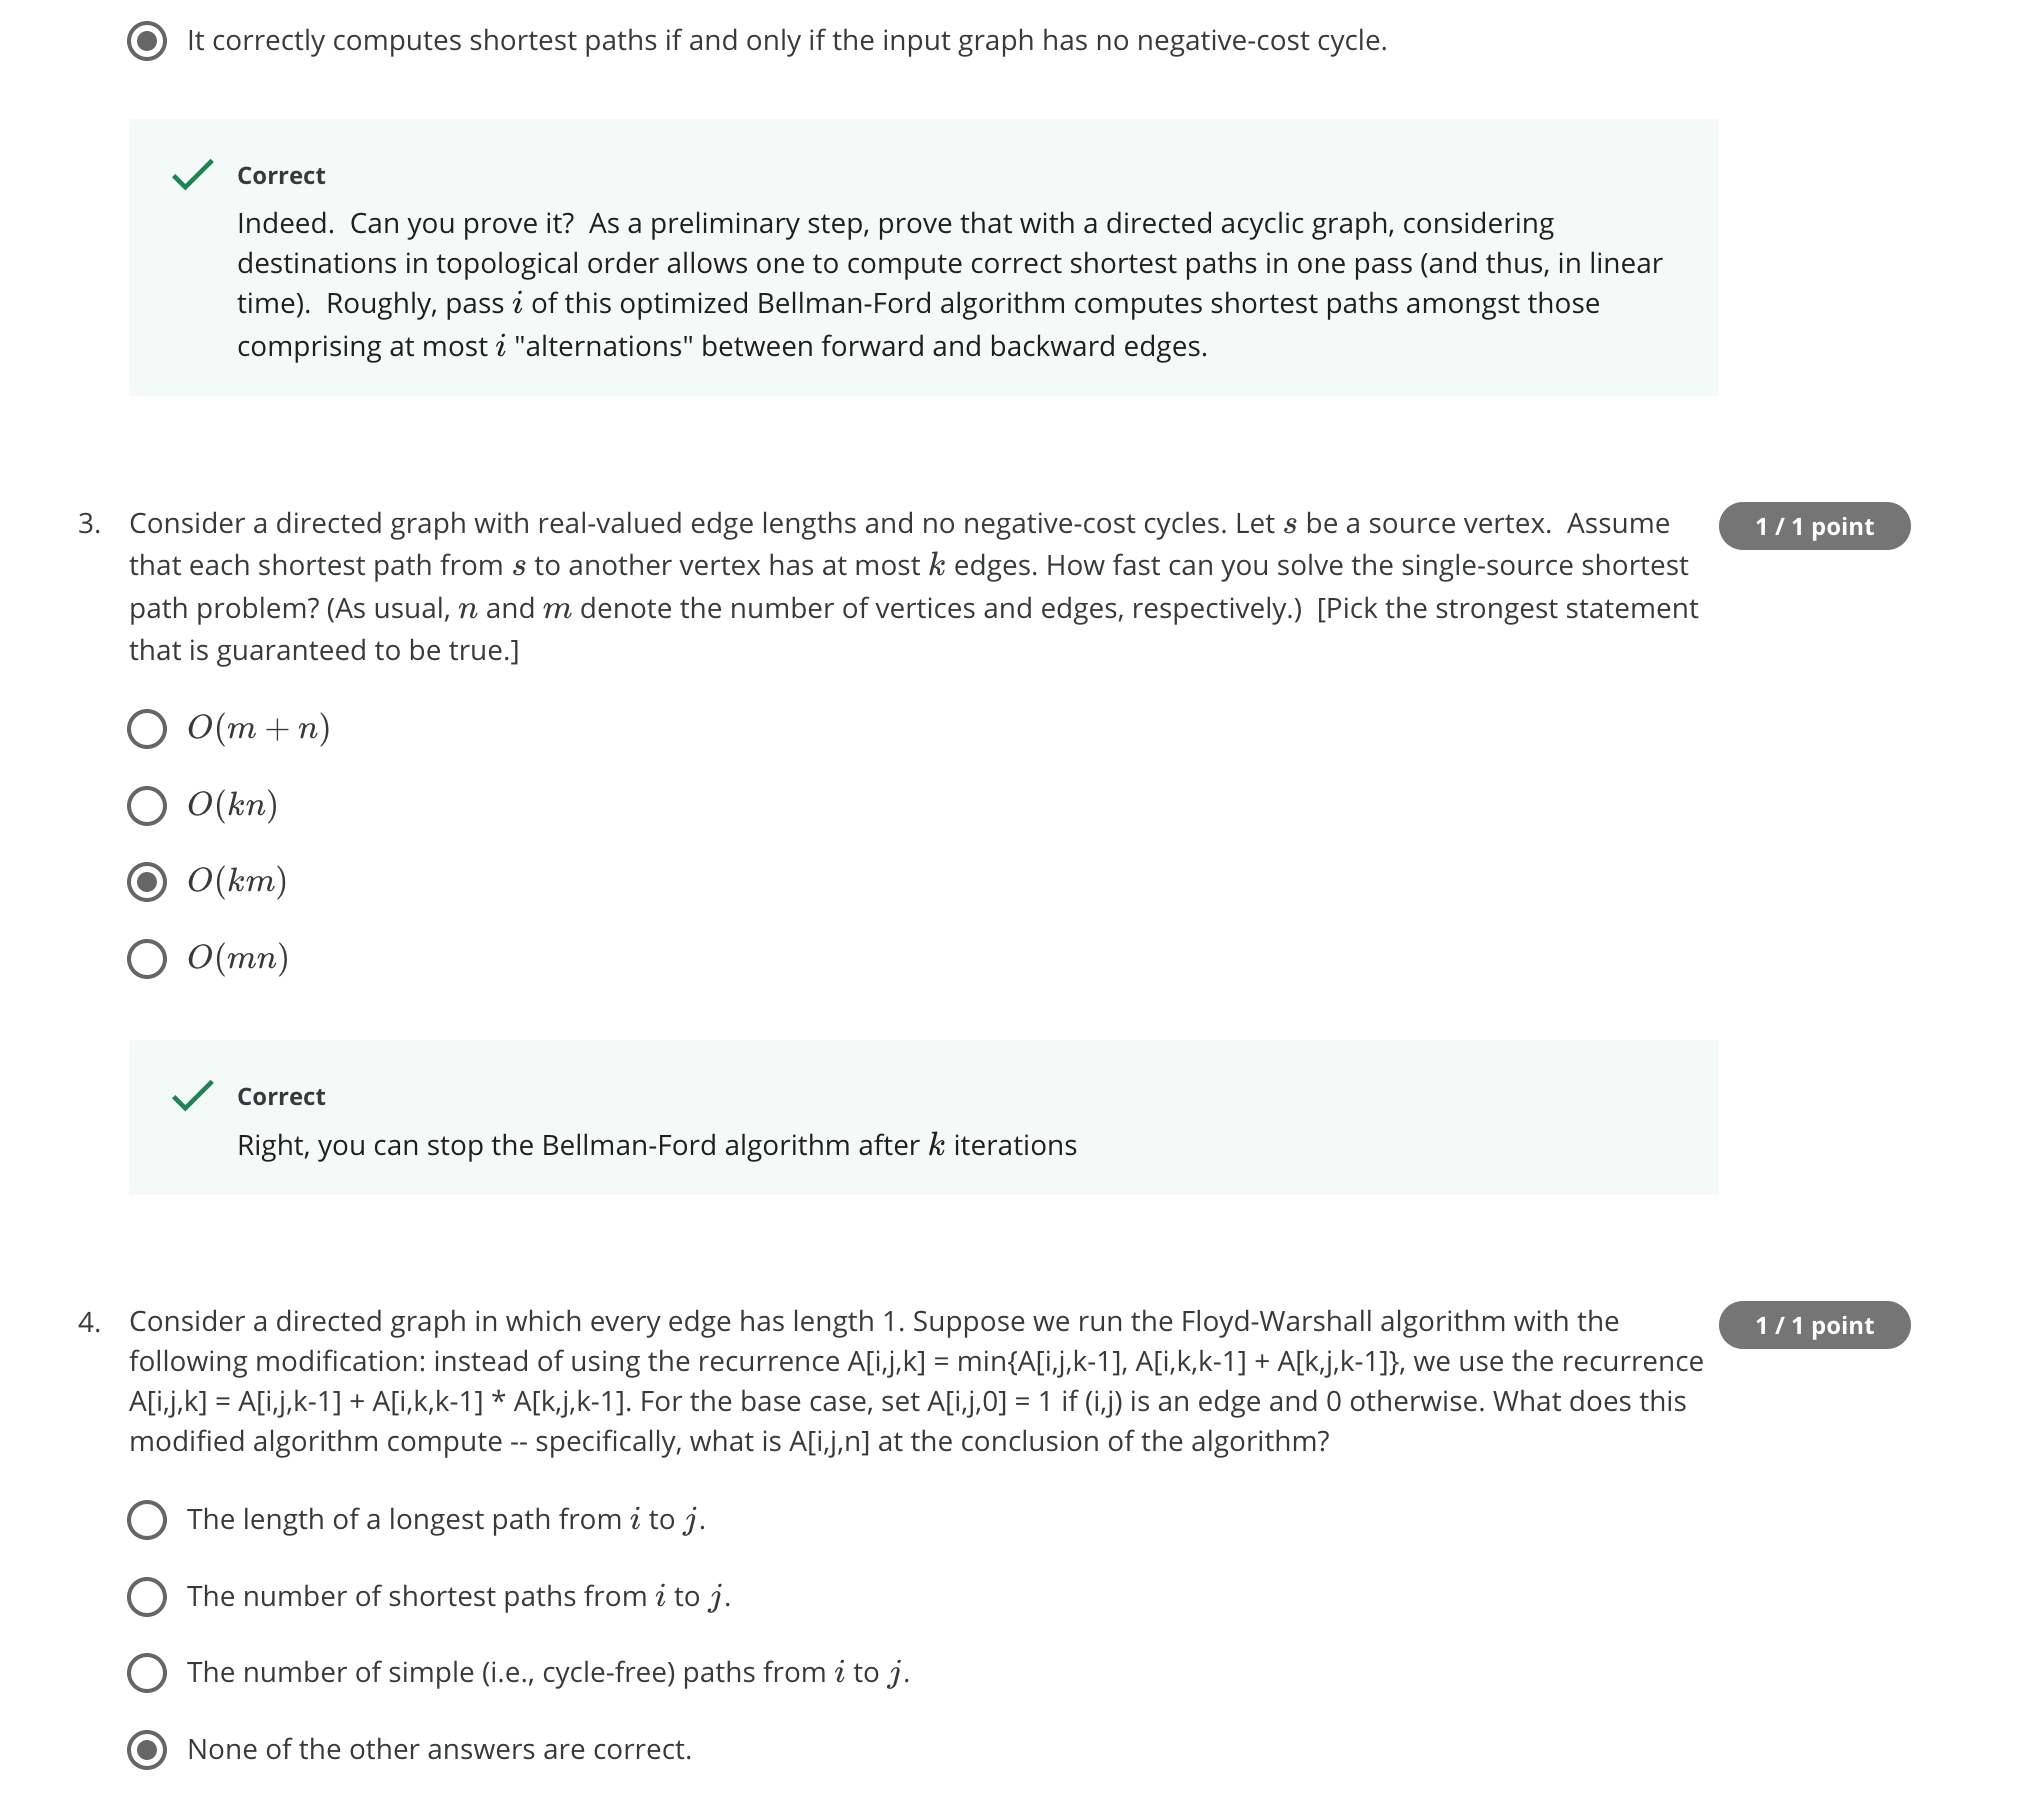 It correctly computes shortest paths if and only if the input graph has no negative-cost cycle.
Correct
Indeed.  Can you prove it?  As a preliminary step, prove that with a directed acyclic graph, considering
destinations in topological order allows one to compute correct shortest paths in one pass (and thus, in linear
time).  Roughly, pass i of this optimized Bellman-Ford algorithm computes shortest paths amongst those
comprising at most i "alternations" between forward and backward edges.
3. Consider a directed graph with real-valued edge lengths and no negative-cost cycles. Let s be a source vertex.  Assume
1 / 1 point
that each shortest path from s to another vertex has at most k edges. How fast can you solve the single-source shortest
path problem? (As usual, n and m denote the number of vertices and edges, respectively.)  [Pick the strongest statement
that is guaranteed to be true.]
O(m + n)
O(kn)
O(km)
O(mn)
Correct
Right, you can stop the Bellman-Ford algorithm after k iterations
4. Consider a directed graph in which every edge has length 1. Suppose we run the Floyd-Warshall algorithm with the
1 / 1 point
following modification: instead of using the recurrence A[i,j,k] = min{A[i,j,k-1], A[i,k,k-1] + A[k,j,k-1]}, we use the recurrence
A[i,j,k] = A[i,j,k-1] + A[i,k,k-1] * A[k,j,k-1]. For the base case, set A[i,j,0] = 1 if (i,j) is an edge and 0 otherwise. What does this
modified algorithm compute -- specifically, what is A[i,j,n] at the conclusion of the algorithm?
The length of a longest path from i to j.
The number of shortest paths from i to j.
The number of simple (i.e., cycle-free) paths from i to j.
None of the other answers are correct.